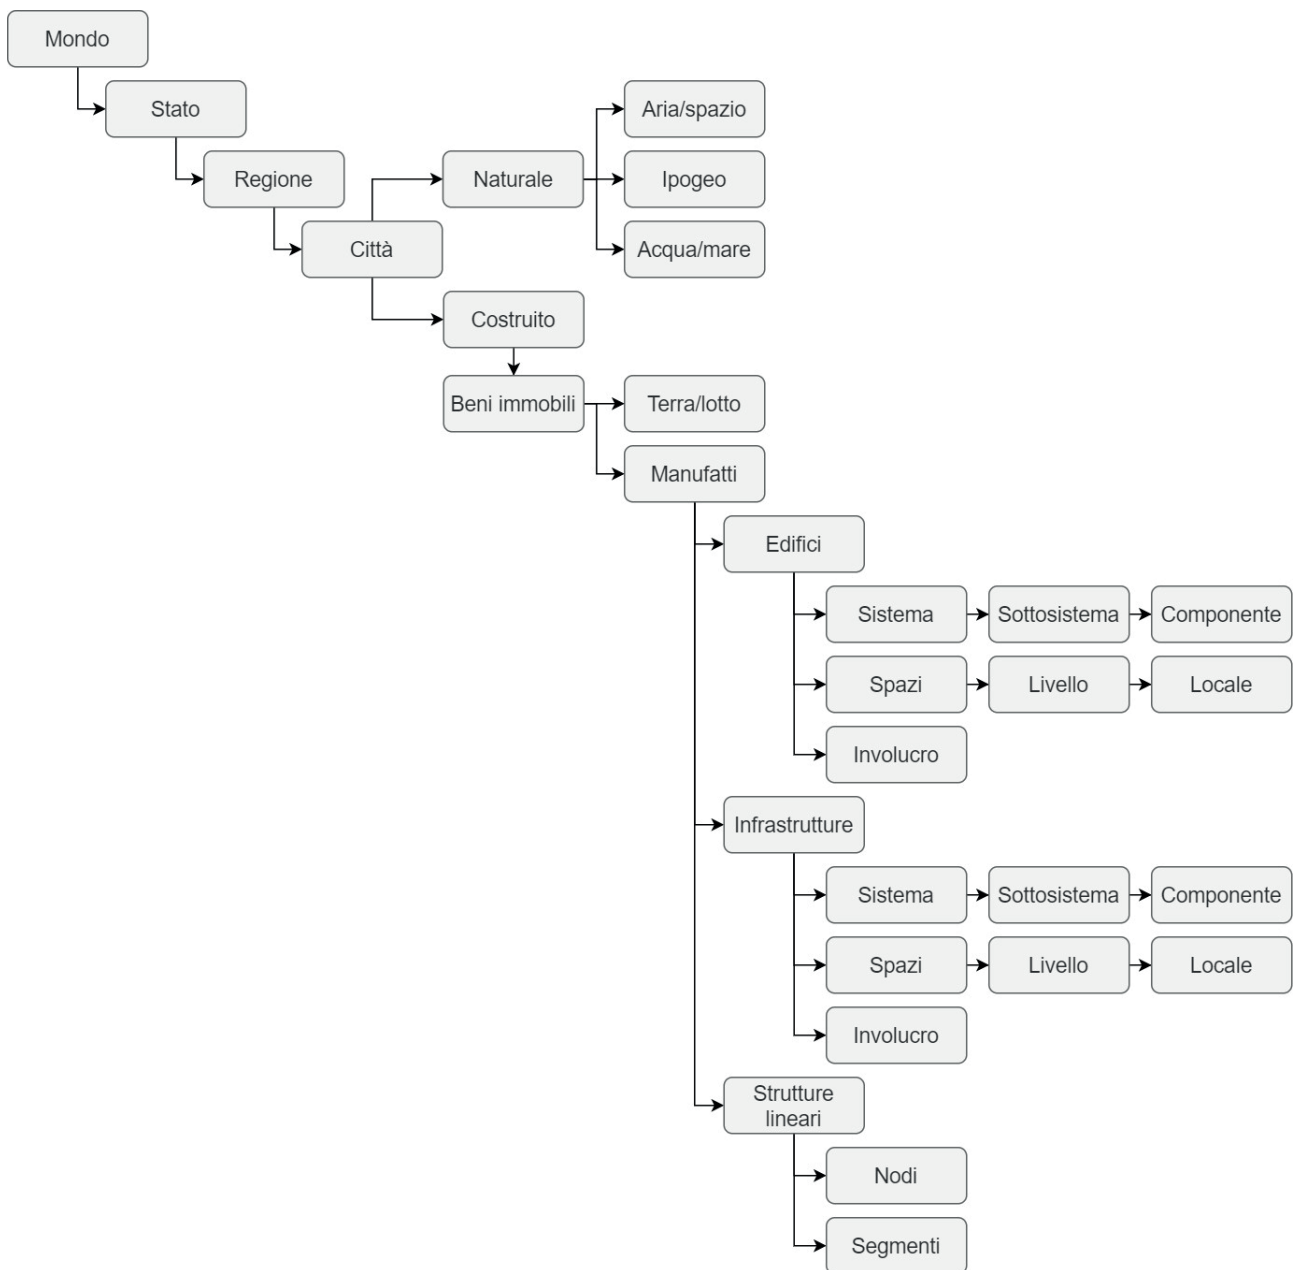 Mondo
Stato
Aria/spazio
Regione
Naturale
Ipogeo
Città
Acqua/mare
Costruito
Beni immobili
Terra/lotto
Manufatti
Edifici
Sistema
Sottosistema
Componente
Spazi
Livello
Locale
Involucro
Infrastrutture
Sistema
Sottosistema
Componente
Spazi
Livello
Locale
Involucro
Strutture
lineari
Nodi
Segmenti